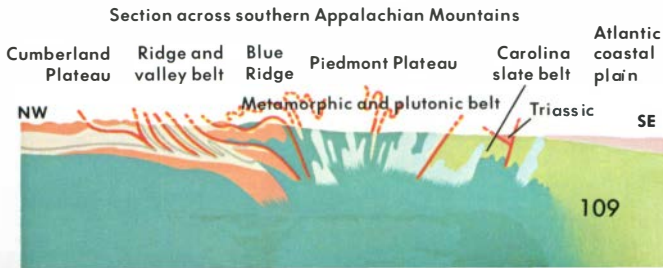 Section across southern Appalachian Mountains
Cumberland
Plateau
Ridge and
valley belt
Blue
Ridge
Piedmont Plateau
Carolina
slate belt
Atlantic
coastal
plain
NW
Metamorphic and plutonic belt
Triassic
SE
109